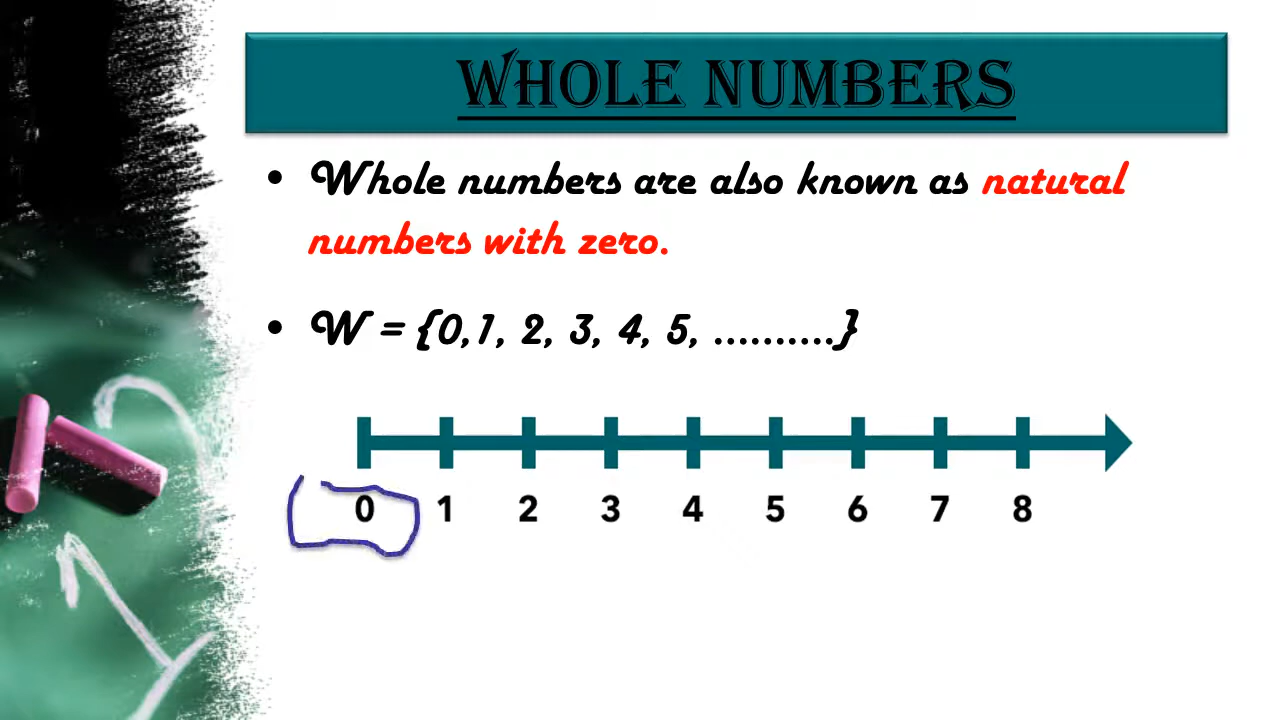 WHOLE NUMBERS
• Whole numbers are also known as natural
numbers with zero.
• W = {0,1, 2, 3, 4, 5, ..........}
0 1 2 3 4 5 6 7 8